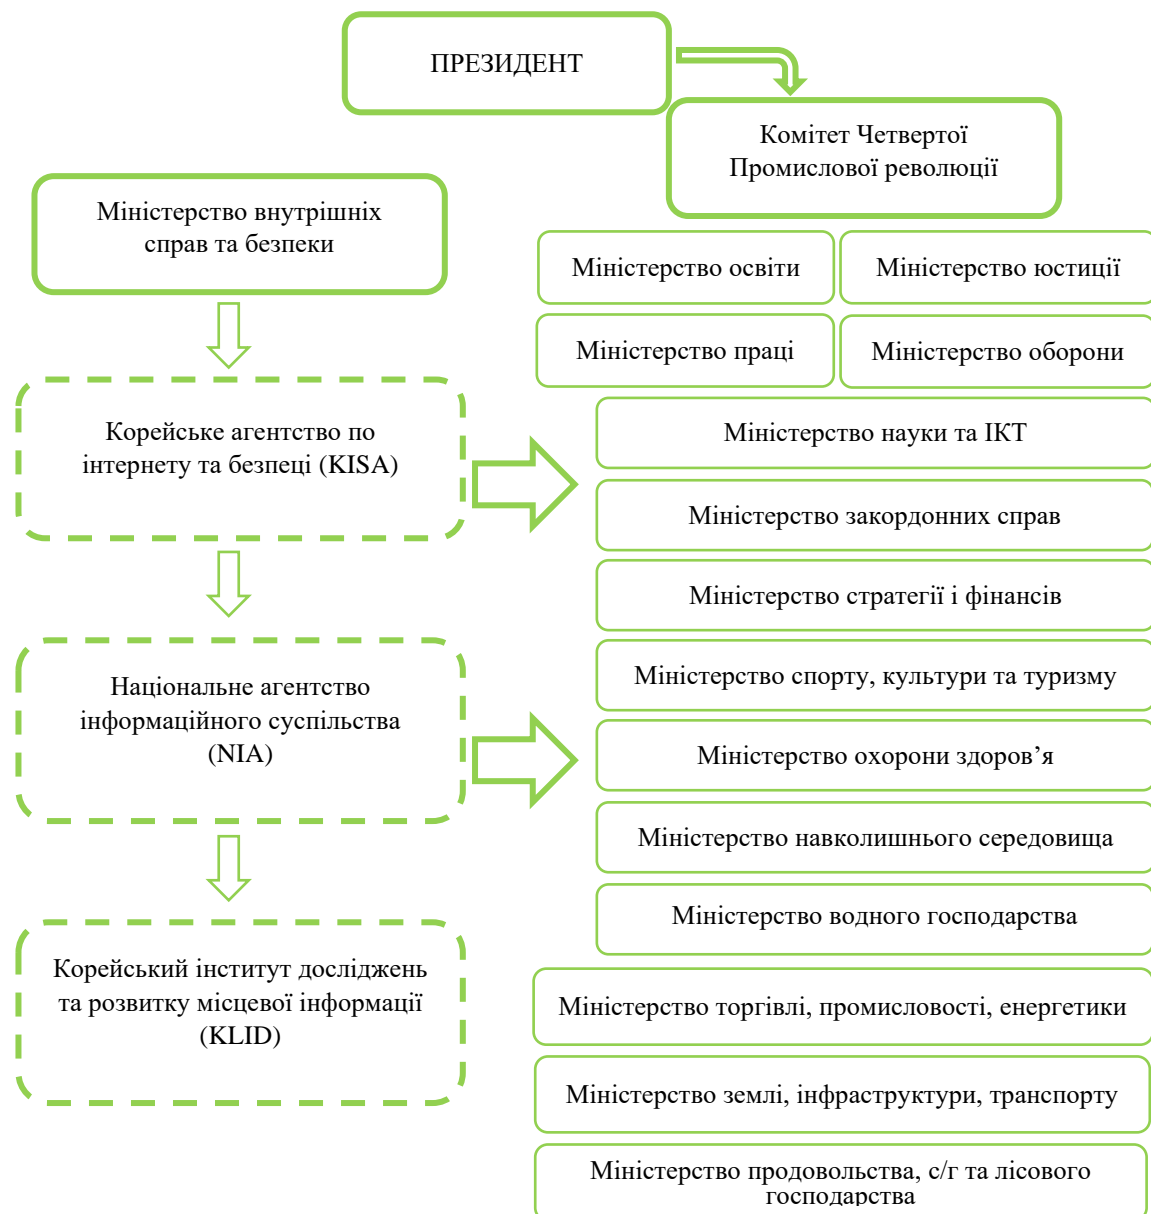 ПРЕЗИДЕНТ
Комітет Четвертої
Промислової революції
Міністерство внутрішніх
справ та безпеки
Міністерство освіти
Міністерство юстиції
Міністерство праці
Міністерство оборони
Корейське агентство по
інтернету та безпеці (KISA)
Міністерство науки та ІКТ
Міністерство закордонних справ
Міністерство стратегії і фінансів
Національне агентство
інформаційного суспільства
(NIA)
Міністерство спорту, культури та туризму
Міністерство охорони здоров’я
Міністерство навколишнього середовища
Міністерство водного господарства
Корейський інститут досліджень
та розвитку місцевої інформації
(KLID)
Міністерство торгівлі, промисловості, енергетики
Міністерство землі, інфраструктури, транспорту
Міністерство продовольства, с/г та лісового
господарства